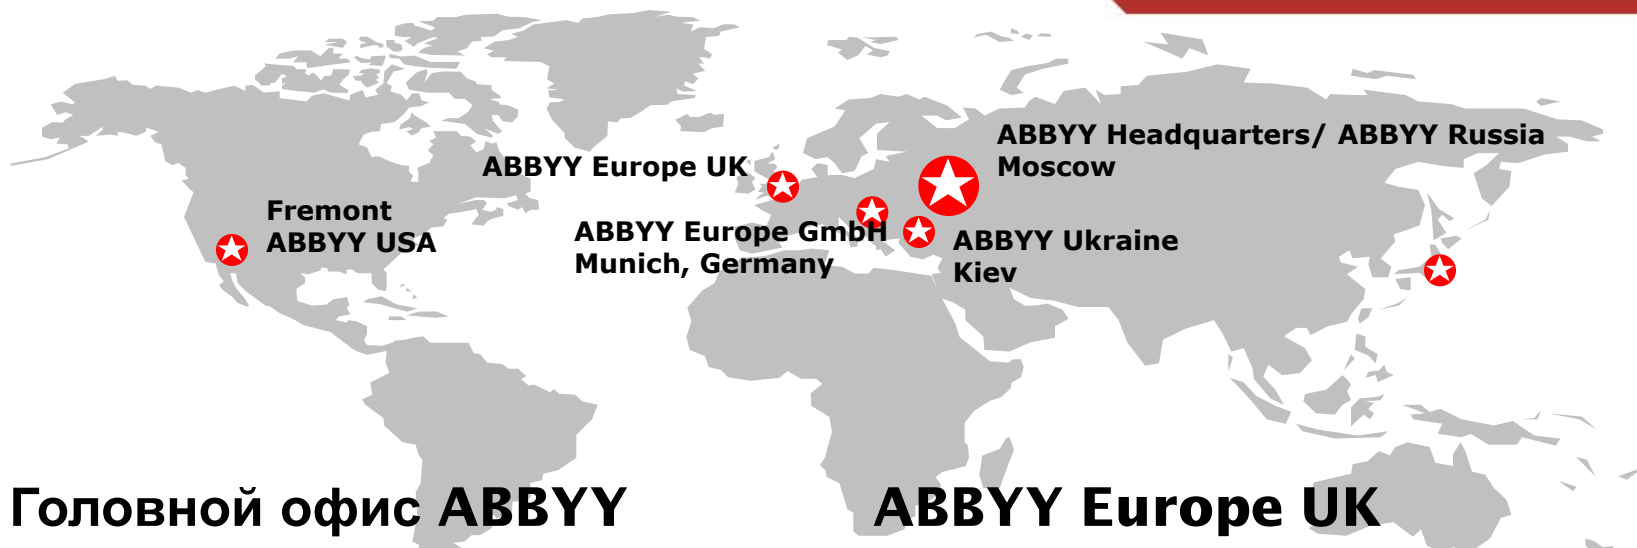 ABBYY Headquarters/ ABBYY Russia
Moscow
ABBYY Europe UK
Fremont
ABBYY USA
ABBYY Europe GmbH
Munich, Germany
ABBYY Ukraine
Kiev
Головной офис ABBYY
ABBYY Europe UK